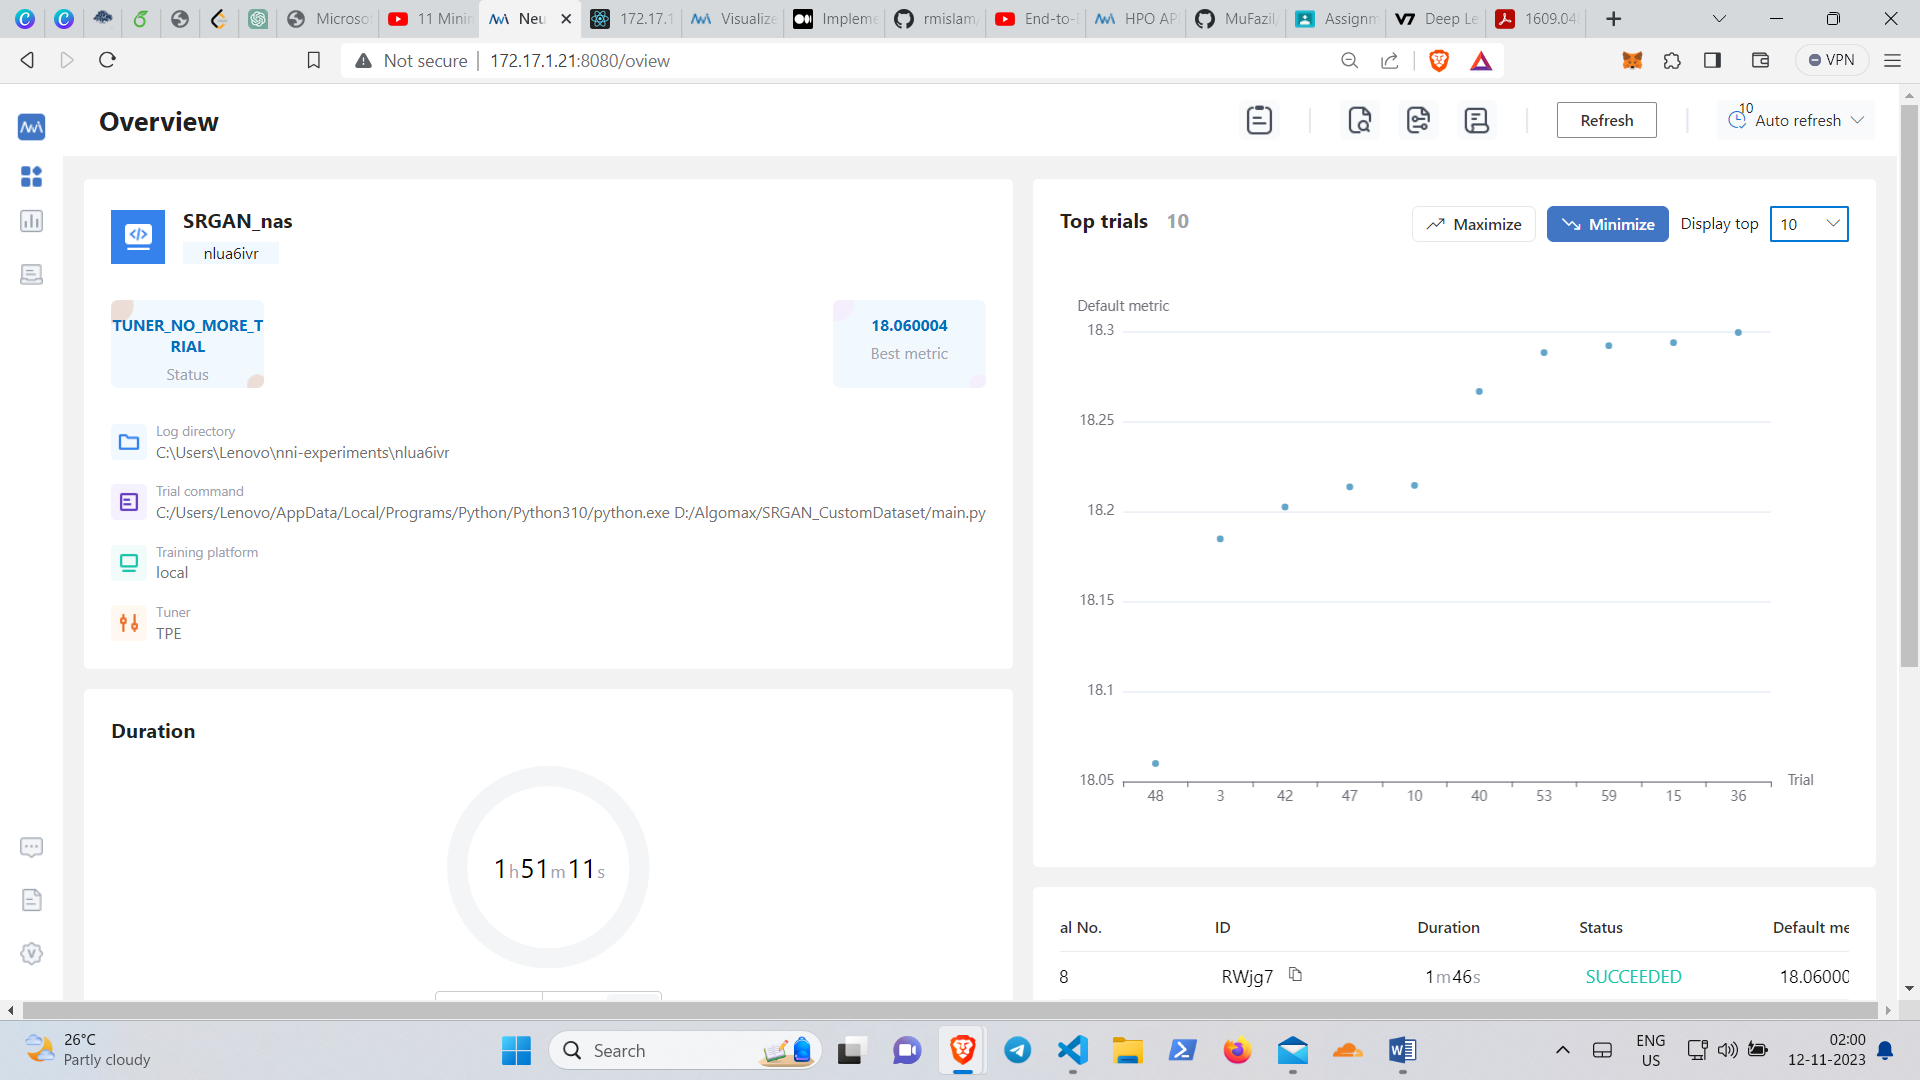 Microso
11 Minin
Neu
172.17.1
Visualize
Impleme
rmislam/
End-to-E
HPO AP
MuFazil/
Assignm
Deep Le
1609.04
Not secure
172.17.1.21:8080/oview
VPN
Overview
Refresh
10
Auto refresh
SRGAN_nas
nlua6ivr
TUNER_NO_MORE_T
RIAL
Status
18.060004
Best metric
Log directory
C:\Users\Lenovo\nni-experiments\nlua6ivr
Trial command
C:/Users/Lenovo/AppData/Local/Programs/Python/Python310/python.exe D:/Algomax/SRGAN_CustomDataset/main.py
Training platform
local
Tuner
TPE
Duration
1h51m11s
Top trials 10
Maximize
Minimize
Display top
10
Default metric
18.3
18.25
18.2
18.15
18.1
18.05
48 3 42 47 10 40 53 59 15 36
Trial
al No. ID Duration Status Default me
8 RWjg7 1m46s SUCCEEDED 18.06000
26°C
Partly cloudy
Search
ENG
US
02:00
12-11-2023